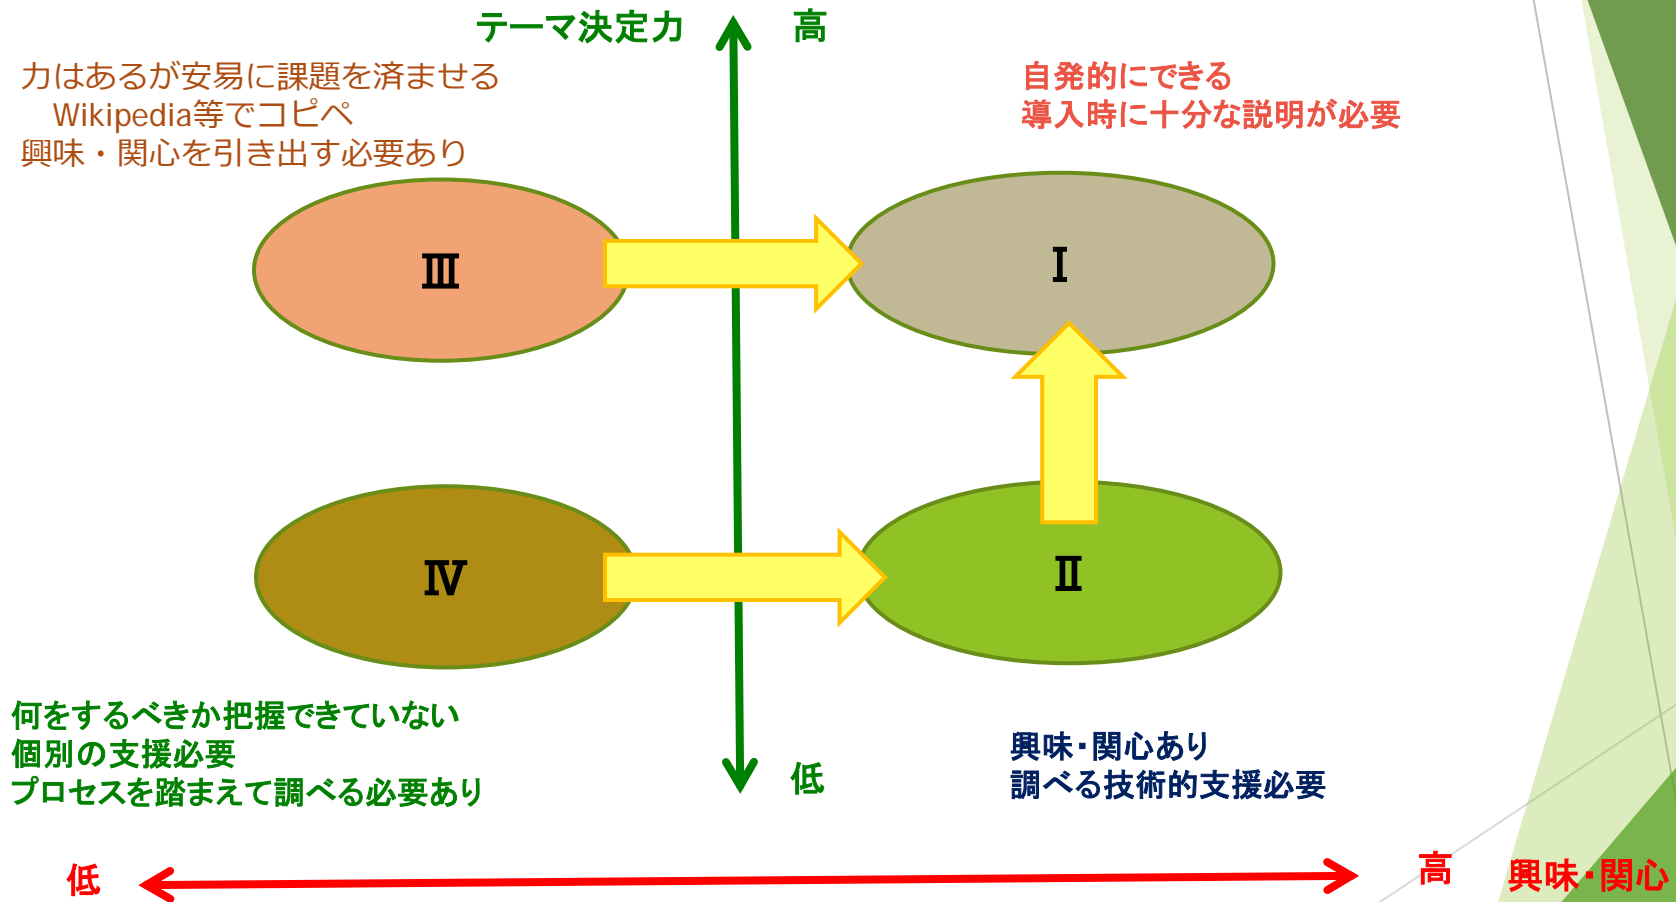 テーマ決定力
高
力はあるが安易に課題を済ませる
Wikipedia等でコピペ
興味・関心を引き出す必要あり
自発的にできる
導入時に十分な説明が必要
Ⅲ
Ⅰ
Ⅳ
Ⅱ
何をするべきか把握できていない
個別の支援必要
プロセスを踏まえて調べる必要あり
低
興味・関心あり
調べる技術的支援必要
低
高
興味・関心